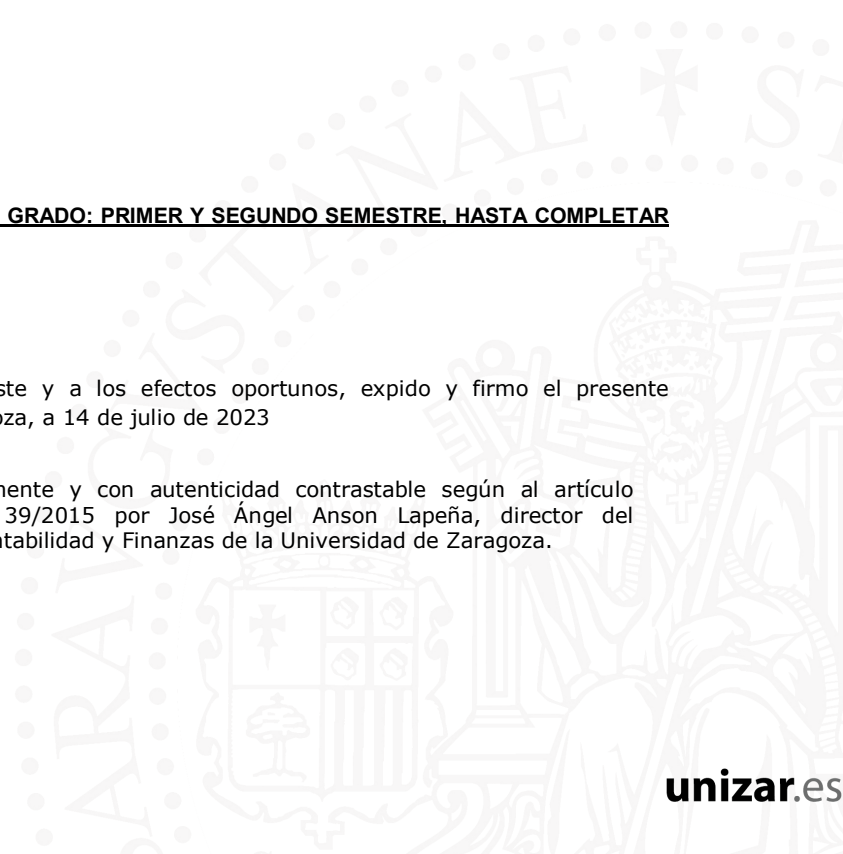 GRADO: PRIMER Y SEGUNDO SEMESTRE, HASTA COMPLETAR
ste y a los efectos oportunos, expido y firmo el presente
oza, a 14 de julio de 2023
mente y con autenticidad contrastable según al artículo
39/2015 por José Ángel Anson Lapeña, director del
ntabilidad y Finanzas de la Universidad de Zaragoza.
unizar.es